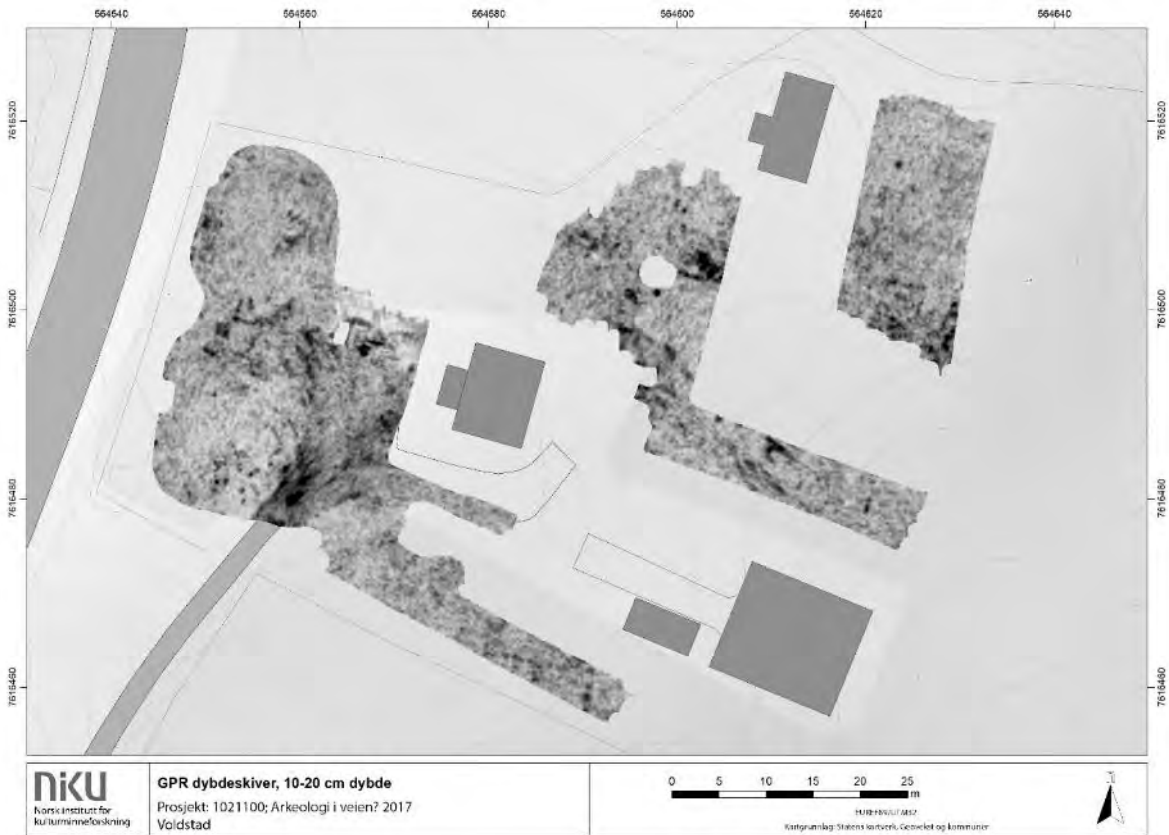 564540 564560 564580 564600 564620 564640
7616520 7616520
7616500 7616500
7616480 7616480
7616460 7616460
NIKU
Norsk institutt for
kulturminneforskning
GPR dybdeskiver, 10-20 cm dybde
Prosjekt: 1021100; Arkeologi i veien? 2017
Voldstad
0 5 10 15 20 25
m
Kartgrunnlag: Statens kartverk, Geovekst og kommuner